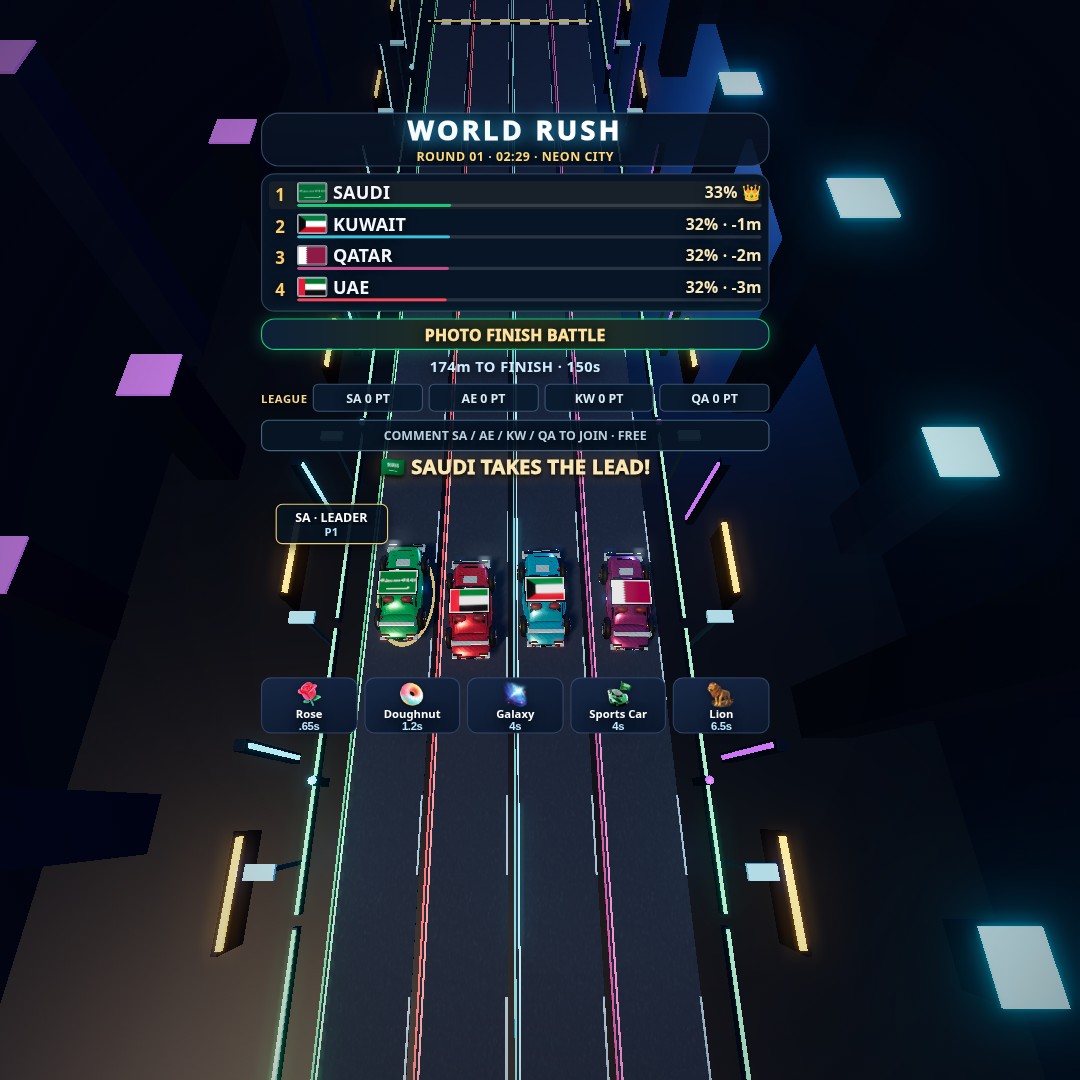 WORLD RUSH
ROUND 01 · 02:29 · NEON CITY
1 SAUDI 33%
2 KUWAIT 32% · -1m
3 QATAR 32% · -2m
4 UAE 32% · -3m
PHOTO FINISH BATTLE
174m TO FINISH · 150s
LEAGUE SA 0 PT AE 0 PT KW 0 PT QA 0 PT
COMMENT SA / AE / KW / QA TO JOIN · FREE
SAUDI TAKES THE LEAD!
SA · LEADER
P1
Rose Doughnut Galaxy Sports Car Lion
.65s 1.2s 4s 4s 6.5s